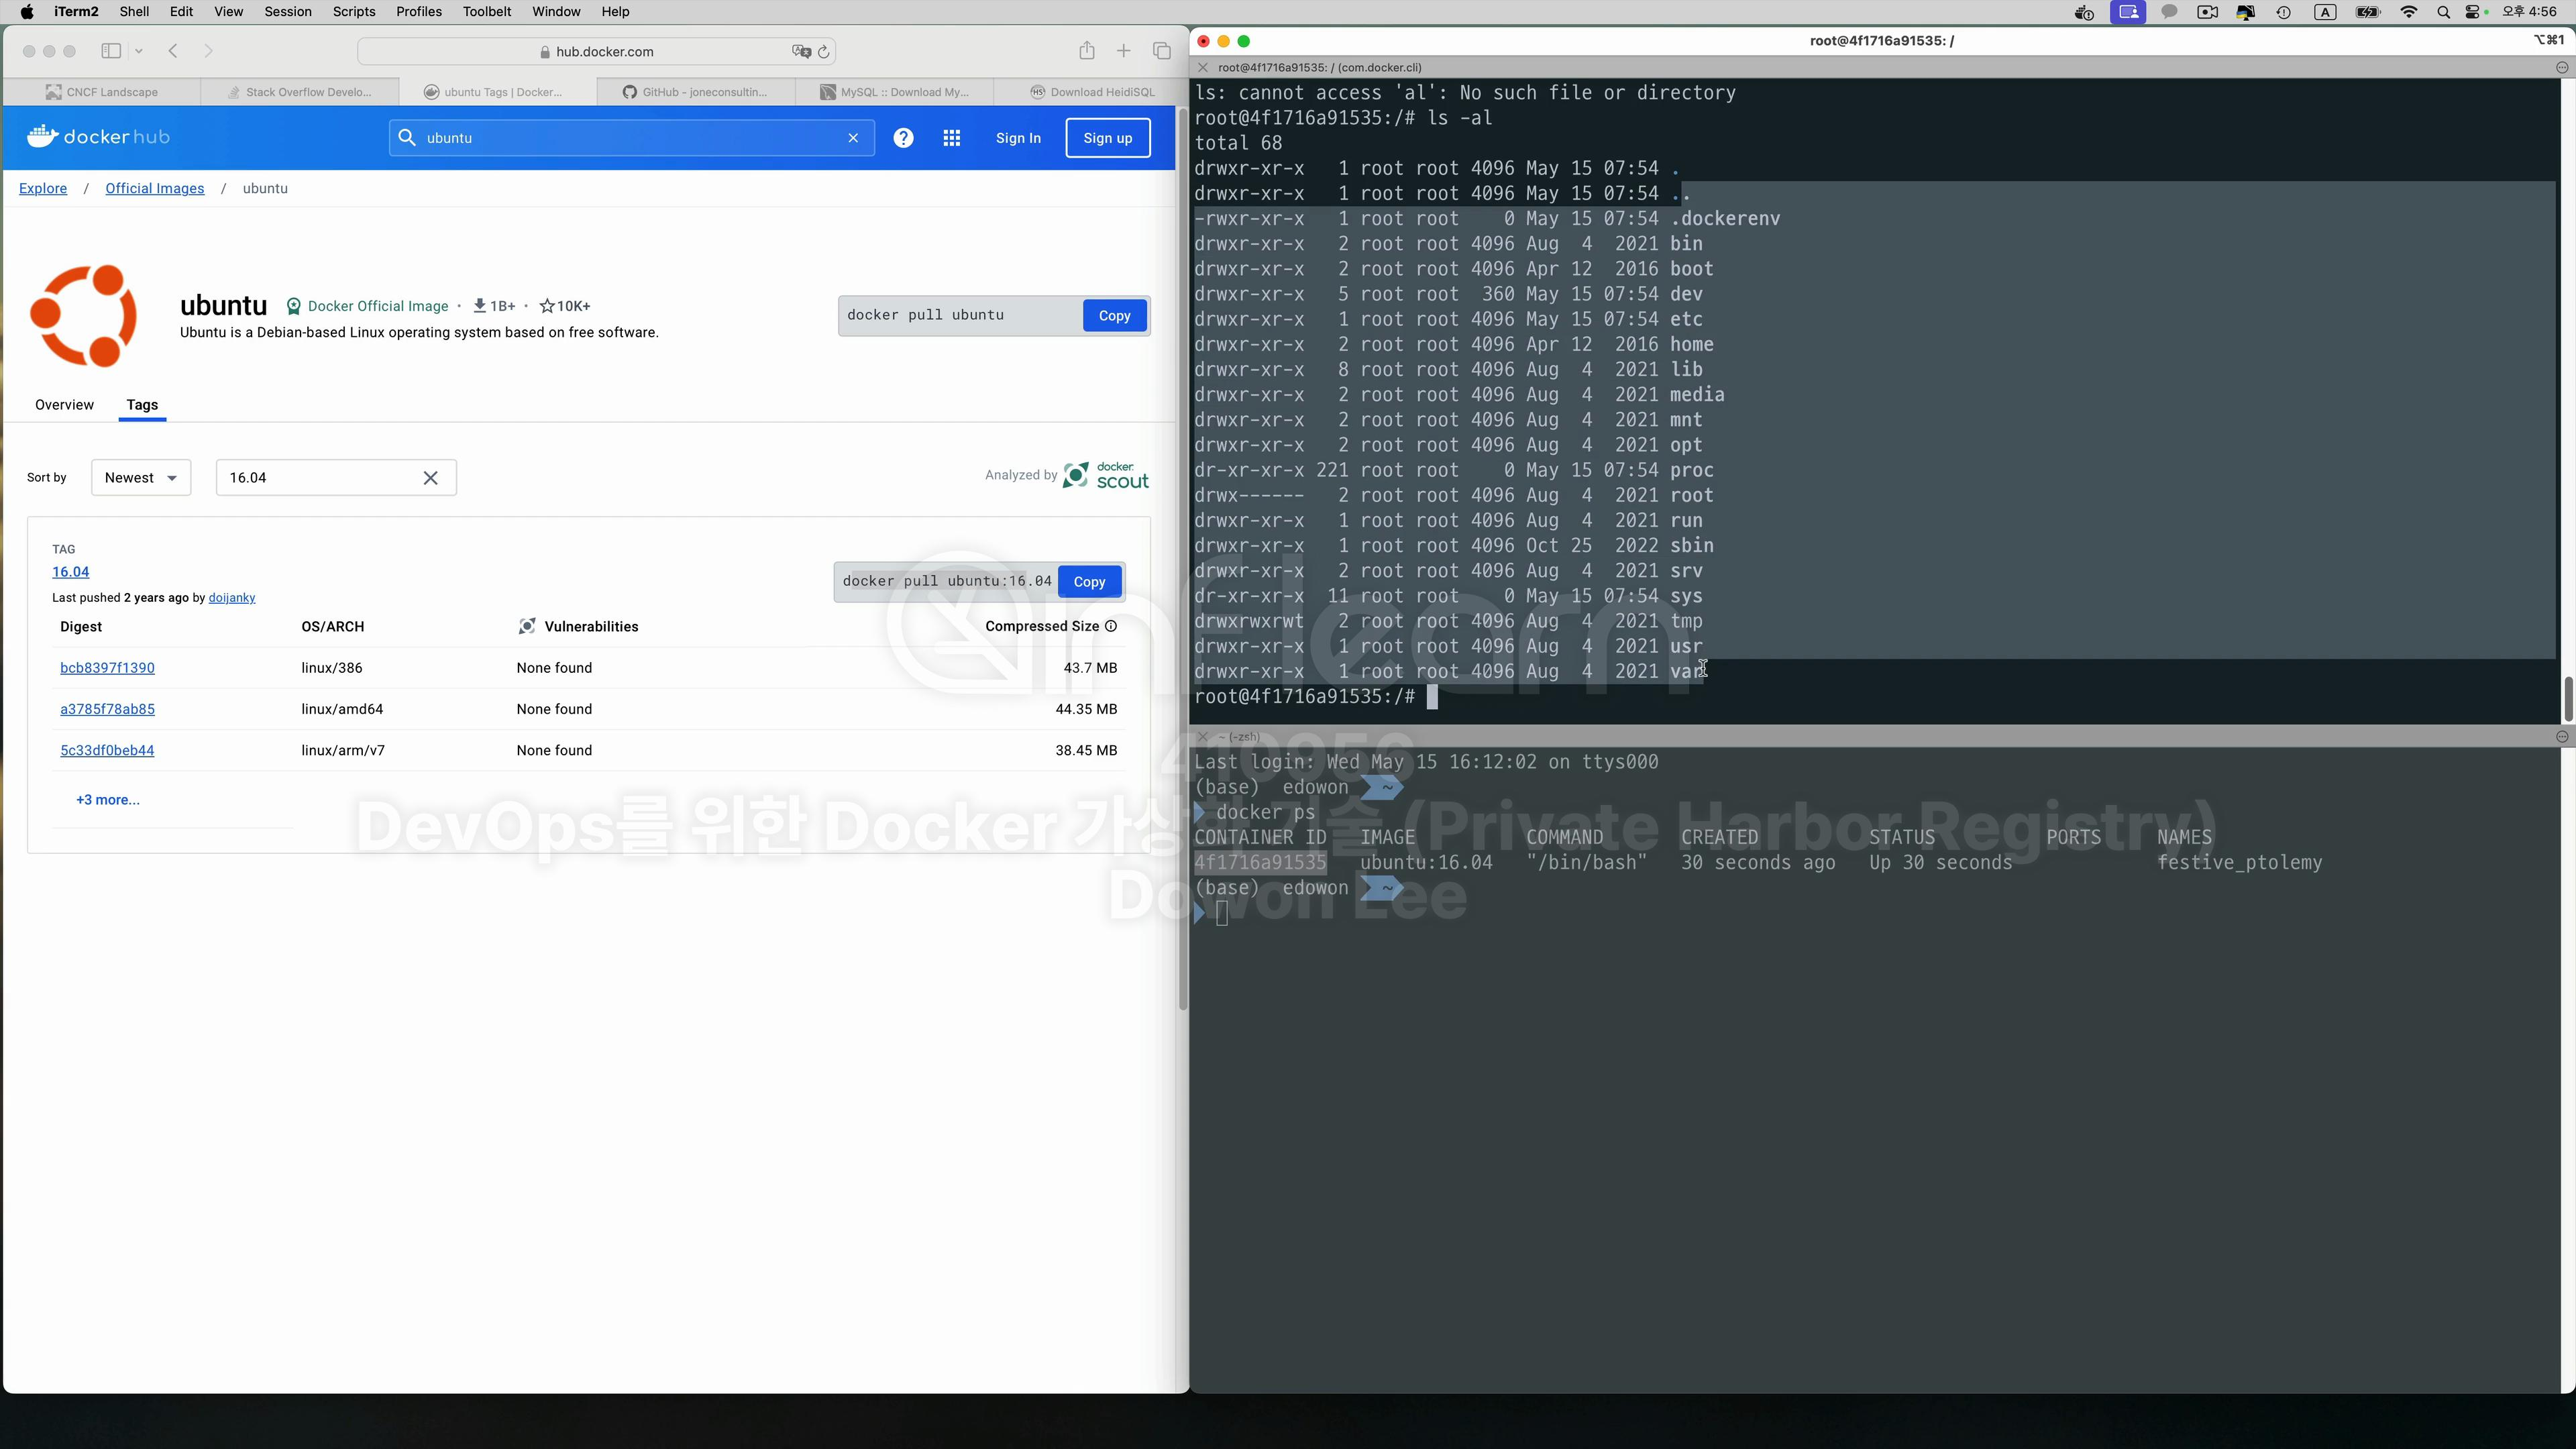 iTerm2 Shell Edit View Session Scripts Profiles Toolbelt Window Help
A 오후 4:56
hub.docker.com
CNCF Landscape
Stack Overflow Develo...
ubuntu Tags | Docker...
GitHub - joneconsultin...
MySQL :: Download My...
Download HeidiSQL
dockerhub
ubuntu
Sign In
Sign up
Explore / Official Images / ubuntu
ubuntu Docker Official Image · 1B+ · 10K+
Ubuntu is a Debian-based Linux operating system based on free software.
docker pull ubuntu Copy
Overview Tags
Sort by Newest 16.04
Analyzed by docker scout
TAG
16.04
Last pushed 2 years ago by doijanky
docker pull ubuntu:16.04 Copy
Digest OS/ARCH Vulnerabilities Compressed Size
bcb8397f1390 linux/386 None found 43.7 MB
a3785f78ab85 linux/amd64 None found 44.35 MB
5c33df0beb44 linux/arm/v7 None found 38.45 MB
+3 more...
root@4f1716a91535: / ⌥⌘1
root@4f1716a91535: / (com.docker.cli)
ls: cannot access 'al': No such file or directory
root@4f1716a91535:/# ls -al
total 68
drwxr-xr-x 1 root root 4096 May 15 07:54 .
drwxr-xr-x 1 root root 4096 May 15 07:54 ..
-rwxr-xr-x 1 root root 0 May 15 07:54 .dockerenv
drwxr-xr-x 2 root root 4096 Aug 4 2021 bin
drwxr-xr-x 2 root root 4096 Apr 12 2016 boot
drwxr-xr-x 5 root root 360 May 15 07:54 dev
drwxr-xr-x 1 root root 4096 May 15 07:54 etc
drwxr-xr-x 2 root root 4096 Apr 12 2016 home
drwxr-xr-x 8 root root 4096 Aug 4 2021 lib
drwxr-xr-x 2 root root 4096 Aug 4 2021 media
drwxr-xr-x 2 root root 4096 Aug 4 2021 mnt
drwxr-xr-x 2 root root 4096 Aug 4 2021 opt
dr-xr-xr-x 221 root root 0 May 15 07:54 proc
drwx------ 2 root root 4096 Aug 4 2021 root
drwxr-xr-x 1 root root 4096 Aug 4 2021 run
drwxr-xr-x 1 root root 4096 Oct 25 2022 sbin
drwxr-xr-x 2 root root 4096 Aug 4 2021 srv
dr-xr-xr-x 11 root root 0 May 15 07:54 sys
drwxrwxrwt 2 root root 4096 Aug 4 2021 tmp
drwxr-xr-x 1 root root 4096 Aug 4 2021 usr
drwxr-xr-x 1 root root 4096 Aug 4 2021 var
root@4f1716a91535:/#
~ (-zsh)
Last login: Wed May 15 16:12:02 on ttys000
(base) edowon ~
docker ps
CONTAINER ID IMAGE COMMAND CREATED STATUS PORTS NAMES
4f1716a91535 ubuntu:16.04 "/bin/bash" 30 seconds ago Up 30 seconds festive_ptolemy
(base) edowon ~
inflearn
410956
DevOps를 위한 Docker 가상화 기술 (Private Harbor Registry)
Dowon Lee